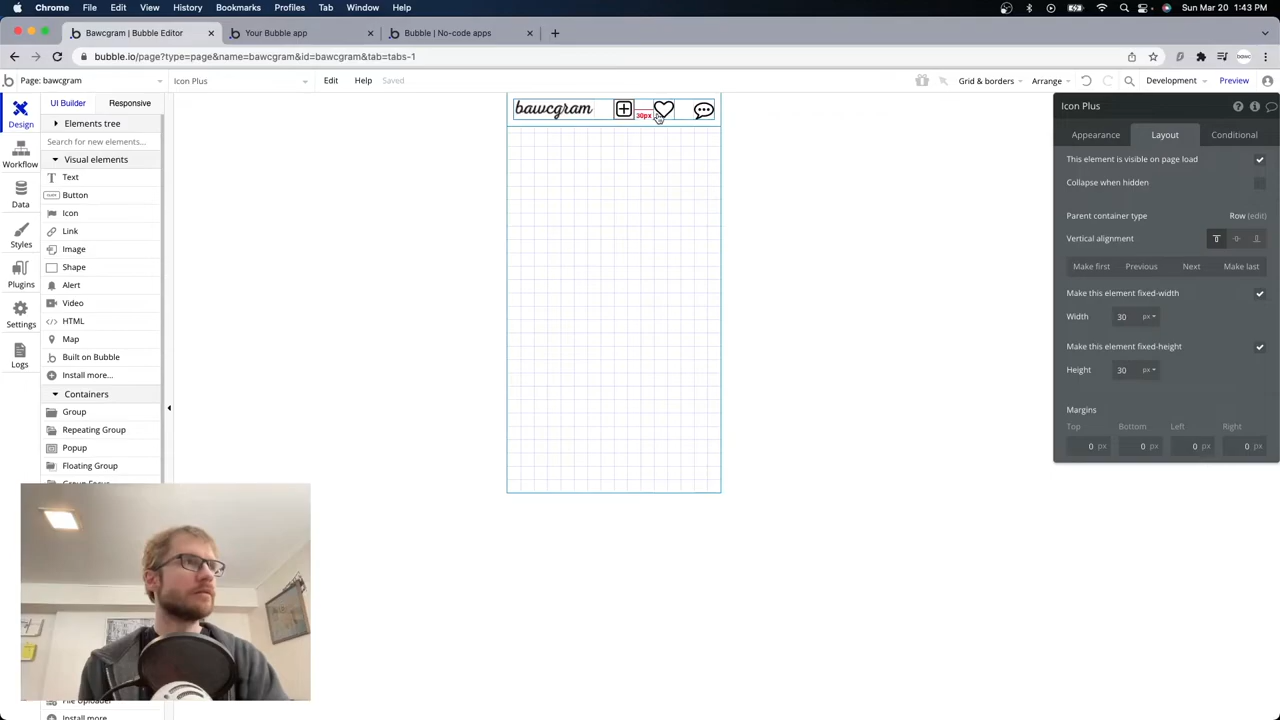 Chrome File Edit View History Bookmarks Profiles Tab Window Help
Sun Mar 20 1:43 PM
Bawcgram | Bubble Editor
Your Bubble app
Bubble | No-code apps
bubble.io/page?type=page&name=bawcgram&id=bawcgram&tab=tabs-1
Page: bawcgram
Icon Plus
Edit
Help
Saved
Grid & borders
Arrange
Development
Preview
Design
Workflow
Data
Styles
Plugins
Settings
Logs
UI Builder
Responsive
Elements tree
Search for new elements...
Visual elements
Text
Button
Icon
Link
Image
Shape
Alert
Video
HTML
Map
Built on Bubble
Install more...
Containers
Group
Repeating Group
Popup
Floating Group
Group Focus
File Uploader
Install more
bawcgram
30px
Icon Plus
Appearance
Layout
Conditional
This element is visible on page load
Collapse when hidden
Parent container type Row (edit)
Vertical alignment
Make first Previous Next Make last
Make this element fixed-width
Width 30 px
Make this element fixed-height
Height 30 px
Margins
Top Bottom Left Right
0 px 0 px 0 px 0 px